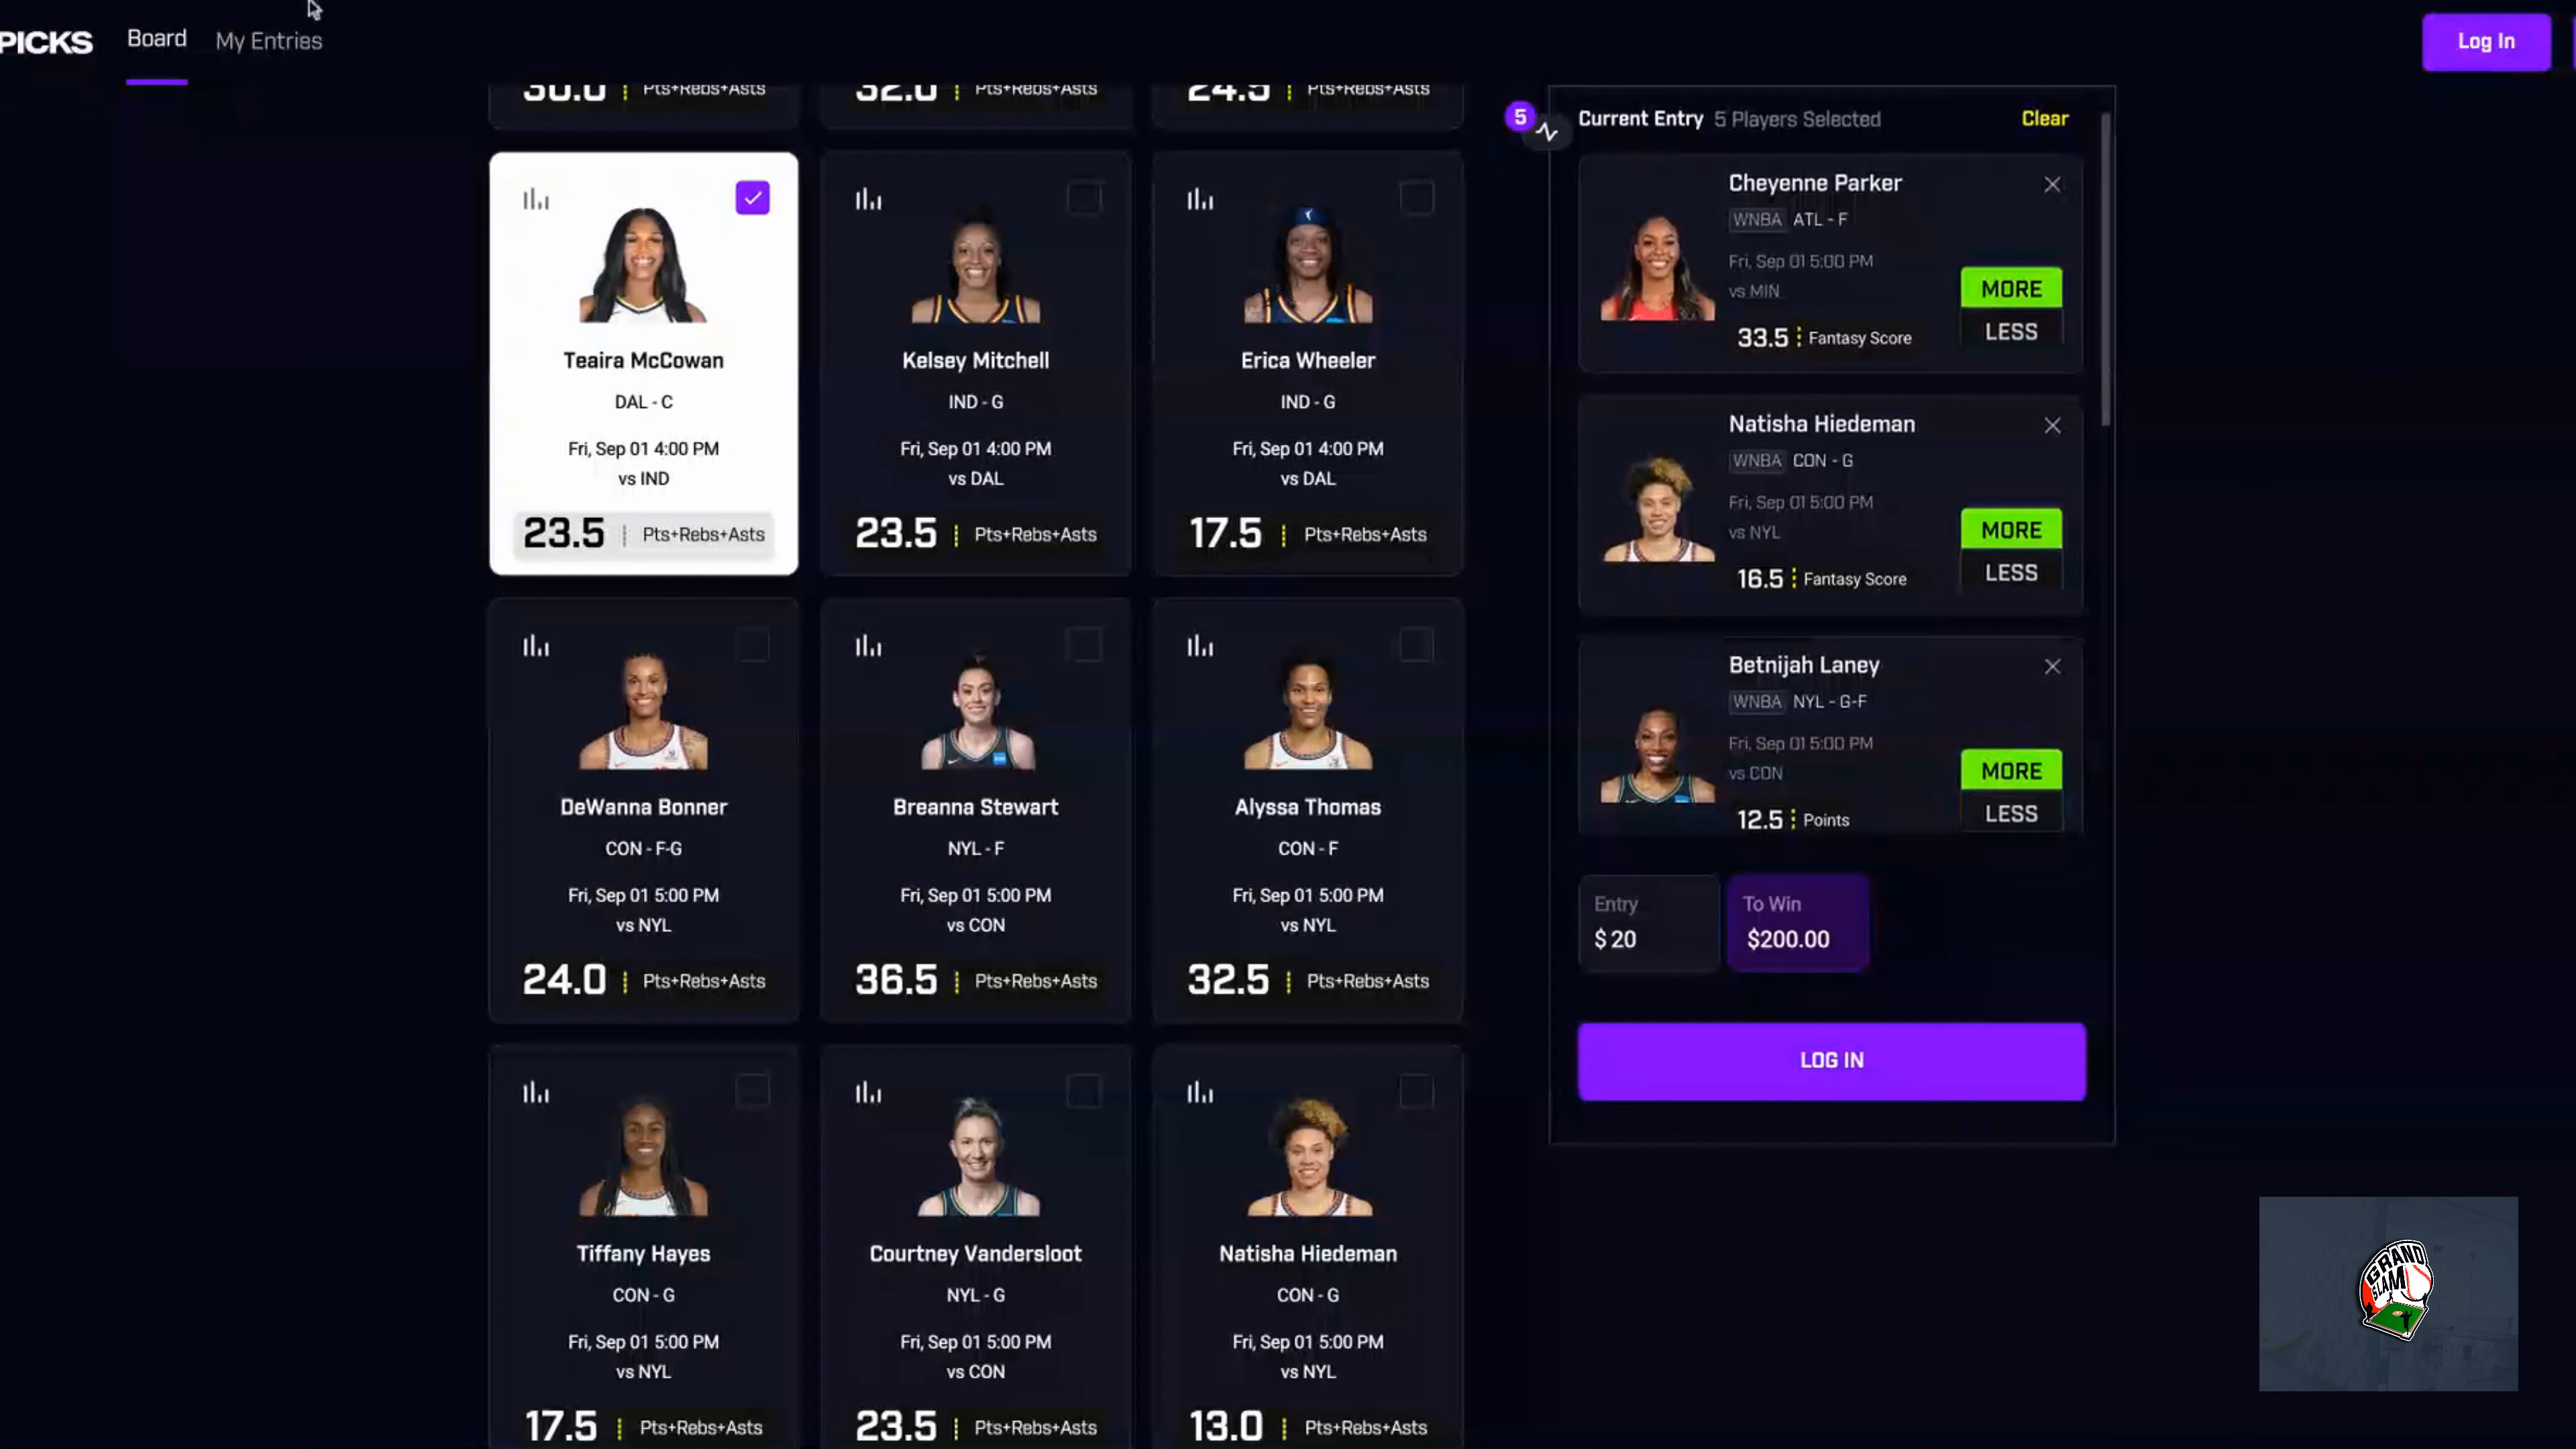 PICKS
Board
My Entries
Log In
30.0 Pts+Rebs+Asts
32.0 Pts+Rebs+Asts
24.5 Pts+Rebs+Asts
Teaira McCowan
DAL - C
Fri, Sep 01 4:00 PM
vs IND
23.5 Pts+Rebs+Asts
Kelsey Mitchell
IND - G
Fri, Sep 01 4:00 PM
vs DAL
23.5 Pts+Rebs+Asts
Erica Wheeler
IND - G
Fri, Sep 01 4:00 PM
vs DAL
17.5 Pts+Rebs+Asts
DeWanna Bonner
CON - F-G
Fri, Sep 01 5:00 PM
vs NYL
24.0 Pts+Rebs+Asts
Breanna Stewart
NYL - F
Fri, Sep 01 5:00 PM
vs CON
36.5 Pts+Rebs+Asts
Alyssa Thomas
CON - F
Fri, Sep 01 5:00 PM
vs NYL
32.5 Pts+Rebs+Asts
Tiffany Hayes
CON - G
Fri, Sep 01 5:00 PM
vs NYL
17.5 Pts+Rebs+Asts
Courtney Vandersloot
NYL - G
Fri, Sep 01 5:00 PM
vs CON
23.5 Pts+Rebs+Asts
Natisha Hiedeman
CON - G
Fri, Sep 01 5:00 PM
vs NYL
13.0 Pts+Rebs+Asts
5
Current Entry 5 Players Selected Clear
Cheyenne Parker
WNBA ATL - F
Fri, Sep 01 5:00 PM
vs MIN
33.5 Fantasy Score
MORE
LESS
Natisha Hiedeman
WNBA CON - G
Fri, Sep 01 5:00 PM
vs NYL
16.5 Fantasy Score
MORE
LESS
Betnijah Laney
WNBA NYL - G-F
Fri, Sep 01 5:00 PM
vs CON
12.5 Points
MORE
LESS
Entry
$ 20
To Win
$200.00
LOG IN
GRAND
SLAM